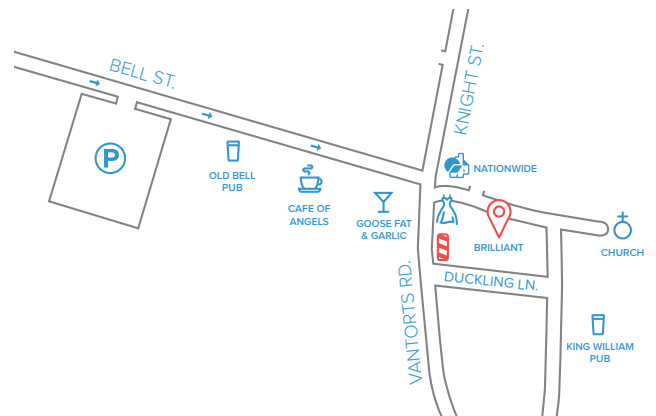 BELL ST.
KNIGHT ST.
P
NATIONWIDE
OLD BELL
PUB
CAFE OF
ANGELS
GOOSE FAT
& GARLIC
BRILLIANT
CHURCH
VANTORTS RD.
DUCKLING LN.
KING WILLIAM
PUB